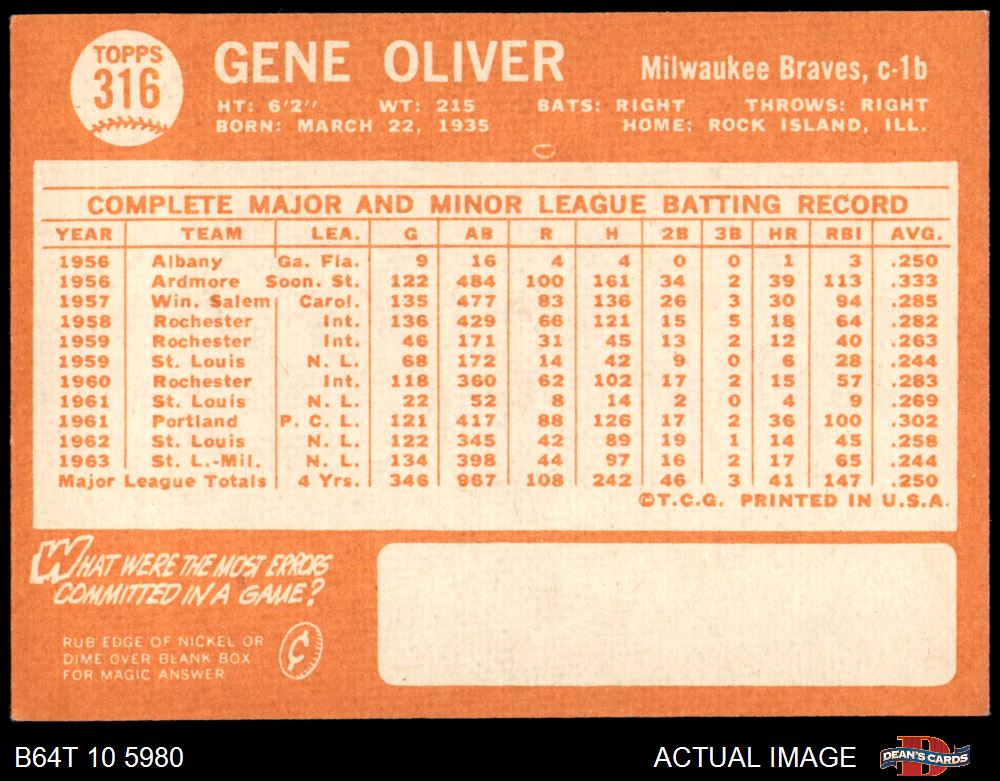 TOPPS
316
GENE OLIVER
Milwaukee Braves, c-1b
HT: 6'2" WT: 215 BATS: RIGHT THROWS: RIGHT
BORN: MARCH 22, 1935 HOME: ROCK ISLAND, ILL.
COMPLETE MAJOR AND MINOR LEAGUE BATTING RECORD
YEAR TEAM LEA. G AB R H 2B 3B HR RBI AVG.
1956 Albany Ga. Fla. 9 16 4 4 0 0 1 3 .250
1956 Ardmore Soon. St. 122 484 100 161 34 2 39 113 .333
1957 Win. Salem Carol. 135 477 83 136 26 3 30 94 .285
1958 Rochester Int. 136 429 66 121 15 5 18 64 .282
1959 Rochester Int. 46 171 31 45 13 2 12 40 .263
1959 St. Louis N. L. 68 172 14 42 9 0 6 28 .244
1960 Rochester Int. 118 360 62 102 17 2 15 57 .283
1961 St. Louis N. L. 22 52 8 14 2 0 4 9 .269
1961 Portland P. C. L. 121 417 88 126 17 2 36 100 .302
1962 St. Louis N. L. 122 345 42 89 19 1 14 45 .258
1963 St. L.-Mil. N. L. 134 398 44 97 16 2 17 65 .244
Major League Totals 4 Yrs. 346 967 108 242 46 3 41 147 .250
©T.C.G. PRINTED IN U.S.A.
WHAT WERE THE MOST ERRORS
COMMITTED IN A GAME?
RUB EDGE OF NICKEL OR
DIME OVER BLANK BOX
FOR MAGIC ANSWER
¢
B64T 10 5980
ACTUAL IMAGE
DEAN'S CARDS